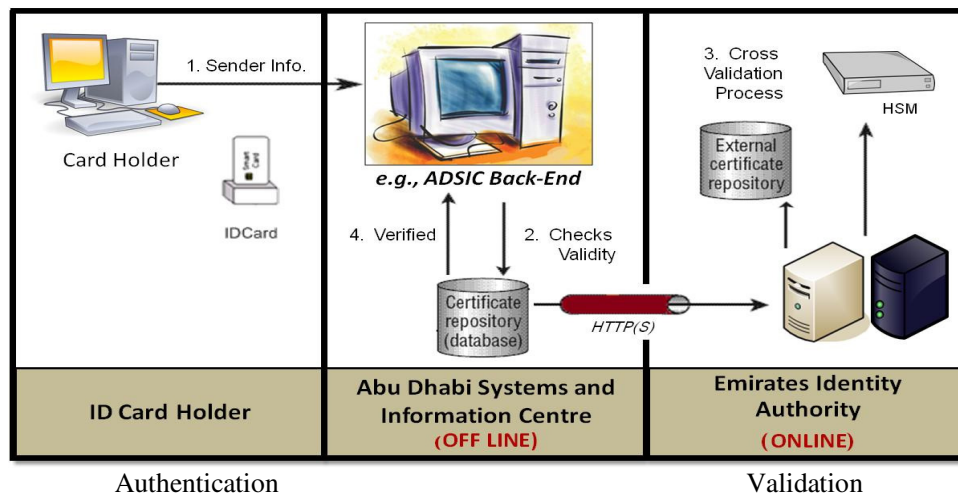 1. Sender Info.
Card Holder
Smart
Card
IDCard
e.g., ADSIC Back-End
4. Verified
2. Checks
Validity
Certificate
repository
(database)
HTTP(S)
3. Cross
Validation
Process
HSM
External
certificate
repository
ID Card Holder
Abu Dhabi Systems and
Information Centre
(OFF LINE)
Emirates Identity
Authority
(ONLINE)
Authentication
Validation